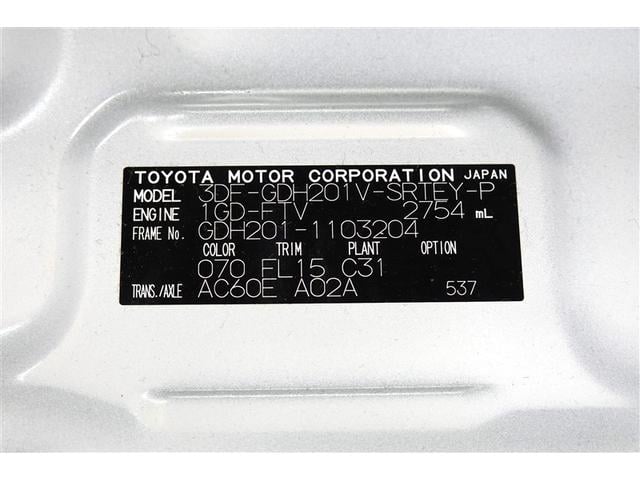 TOYOTA MOTOR CORPORATION JAPAN
MODEL 3DF-GDH201V-SRTEY-P
ENGINE 1GD-FTV 2754 mL
FRAME No. GDH201-1103204
COLOR TRIM PLANT OPTION
070 FL15 C31
TRANS./AXLE AC60E A02A 537